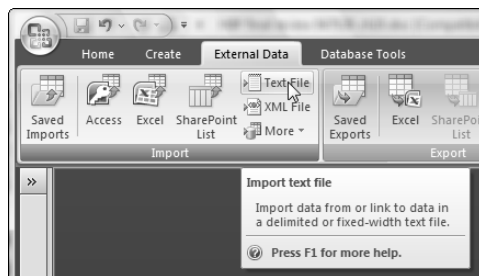 Home Create External Data Database Tools
Saved Imports
Access
Excel
SharePoint List
Text File
XML File
More
Saved Exports
Excel
SharePoi
List
Import
Export
Import text file
Import data from or link to data in
a delimited or fixed-width text file.
Press F1 for more help.